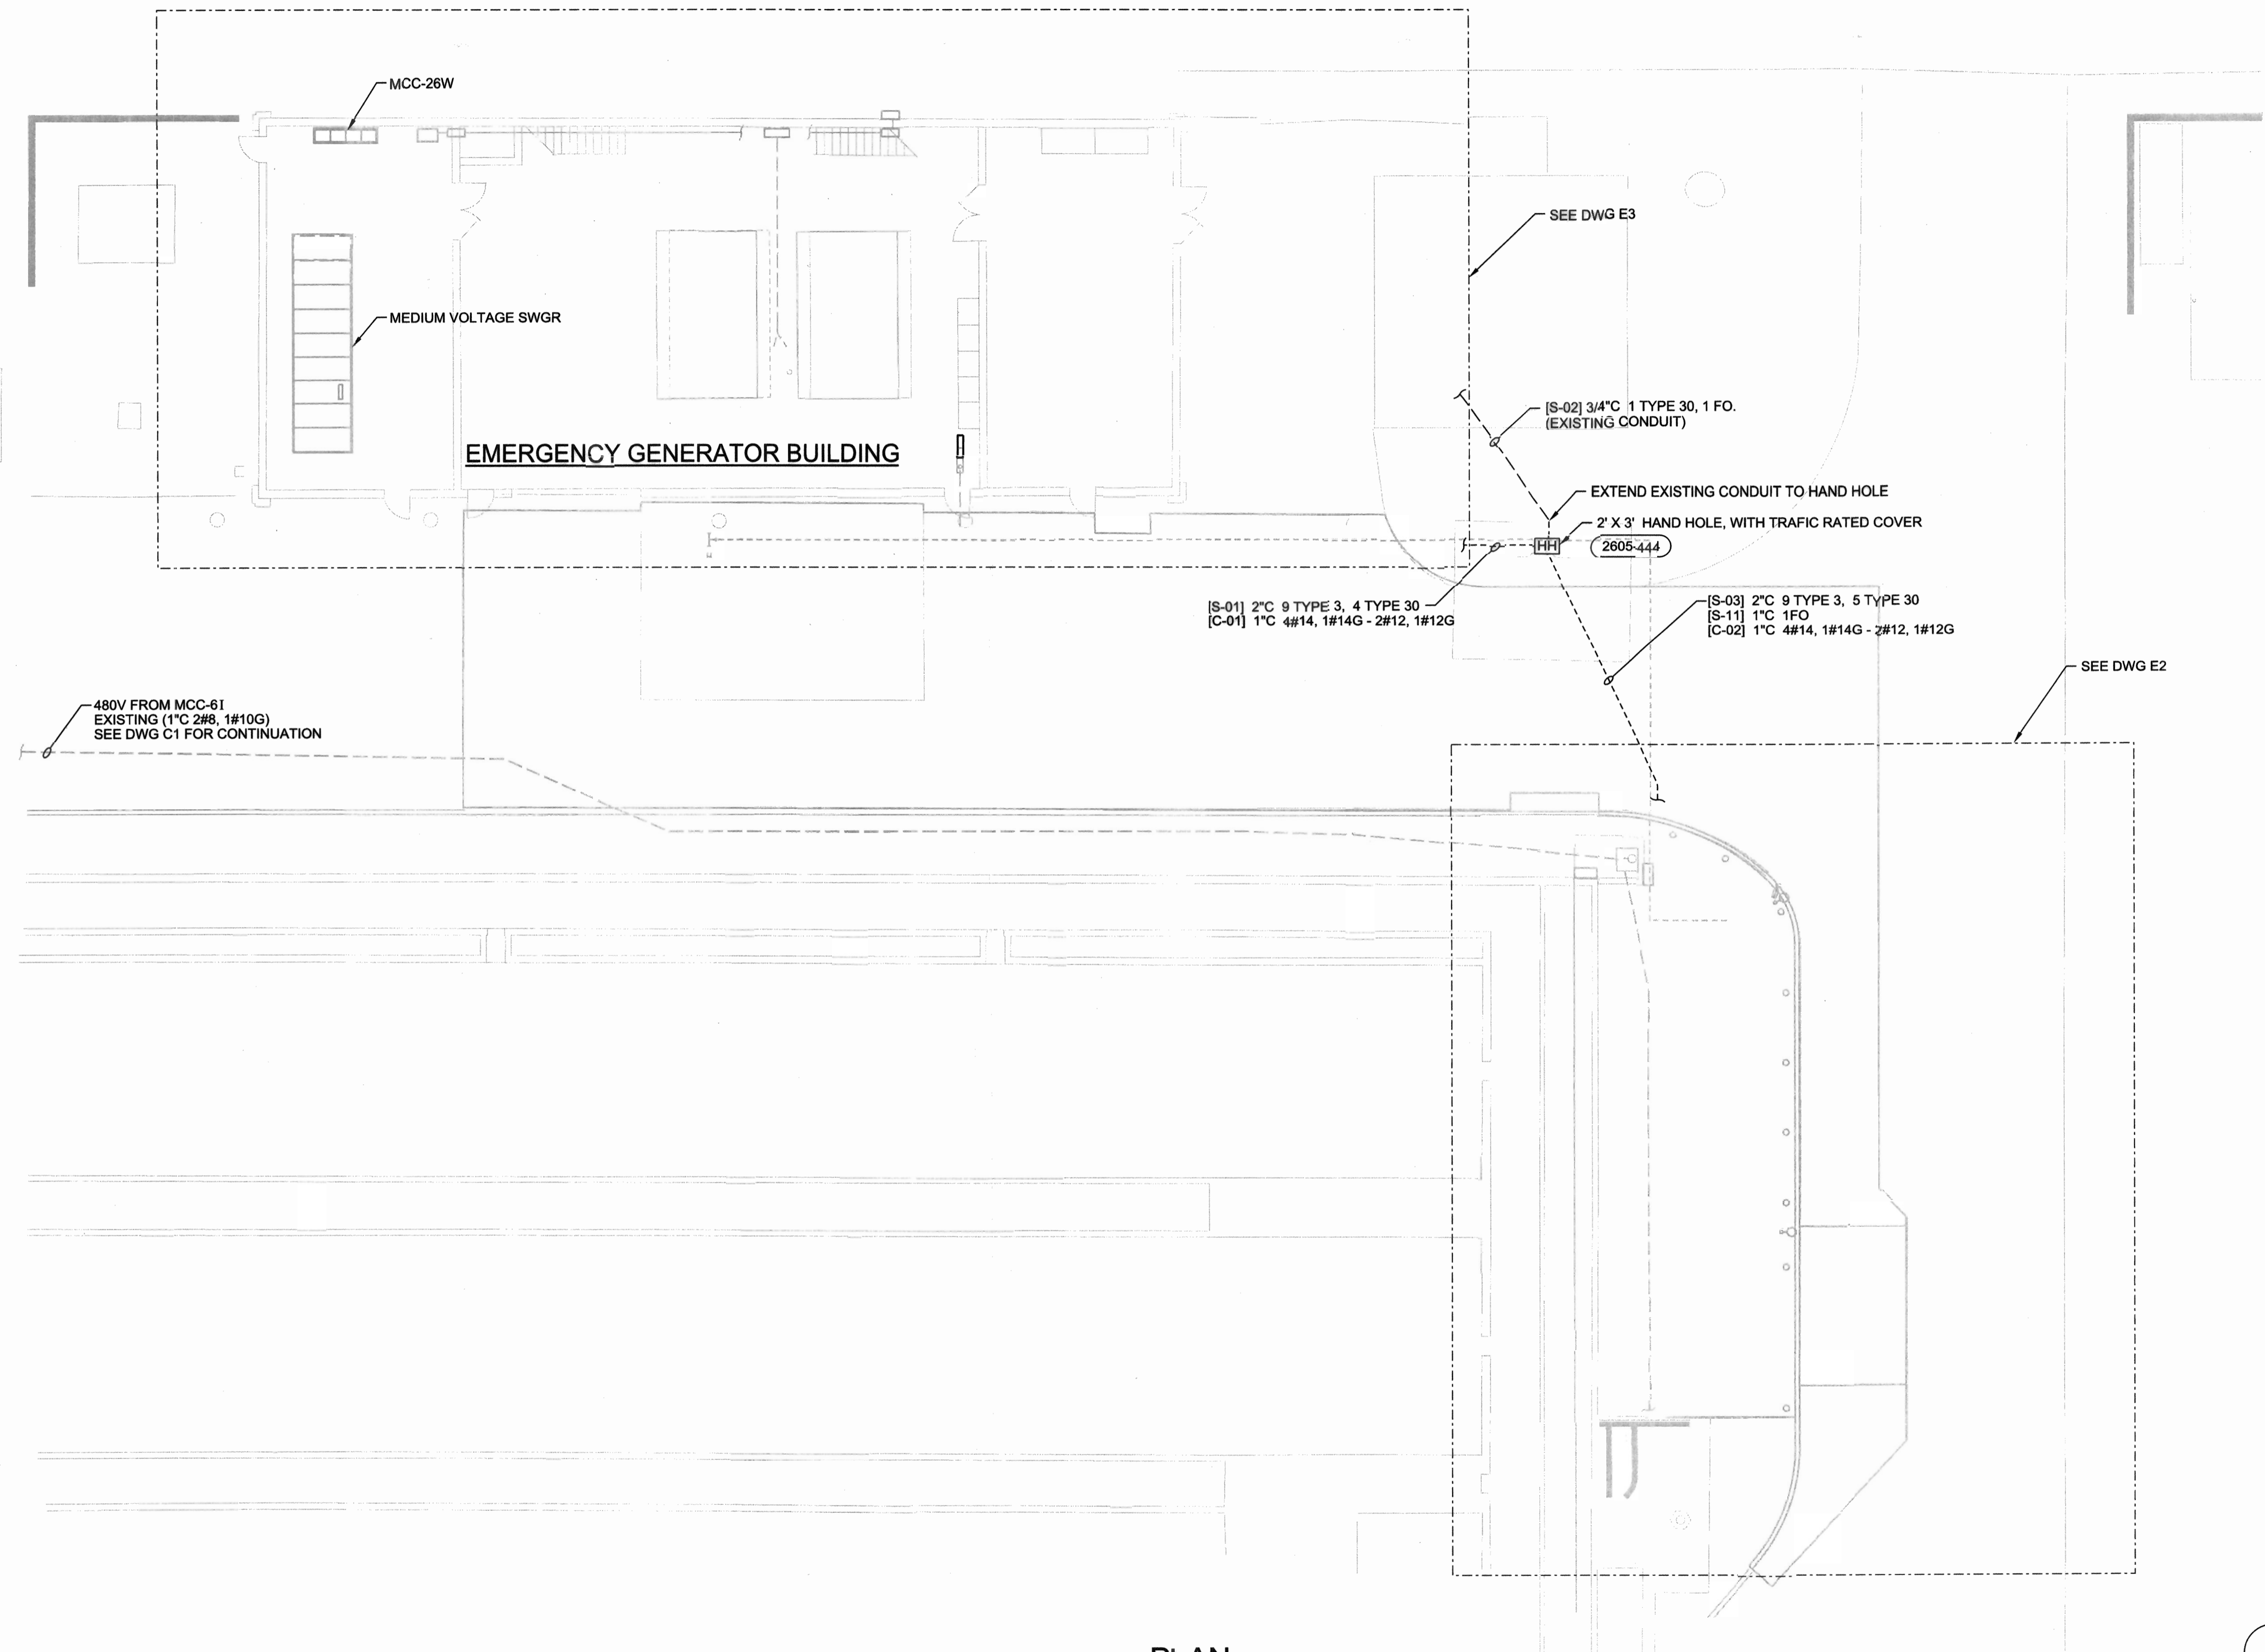 MCC-26W
SEE DWG E3
MEDIUM VOLTAGE SWGR
[S-02] 3/4"C 1 TYPE 30, 1 FO.
(EXISTING CONDUIT)
EMERGENCY GENERATOR BUILDING
EXTEND EXISTING CONDUIT TO HAND HOLE
2' X 3' HAND HOLE, WITH TRAFIC RATED COVER
HH
2605-444
[S-01] 2"C 9 TYPE 3, 4 TYPE 30
[C-01] 1"C 4#14, 1#14G - 2#12, 1#12G
[S-03] 2"C 9 TYPE 3, 5 TYPE 30
[S-11] 1"C 1FO
[C-02] 1"C 4#14, 1#14G - 2#12, 1#12G
SEE DWG E2
480V FROM MCC-6I
EXISTING (1"C 2#8, 1#10G)
SEE DWG C1 FOR CONTINUATION
PLAN